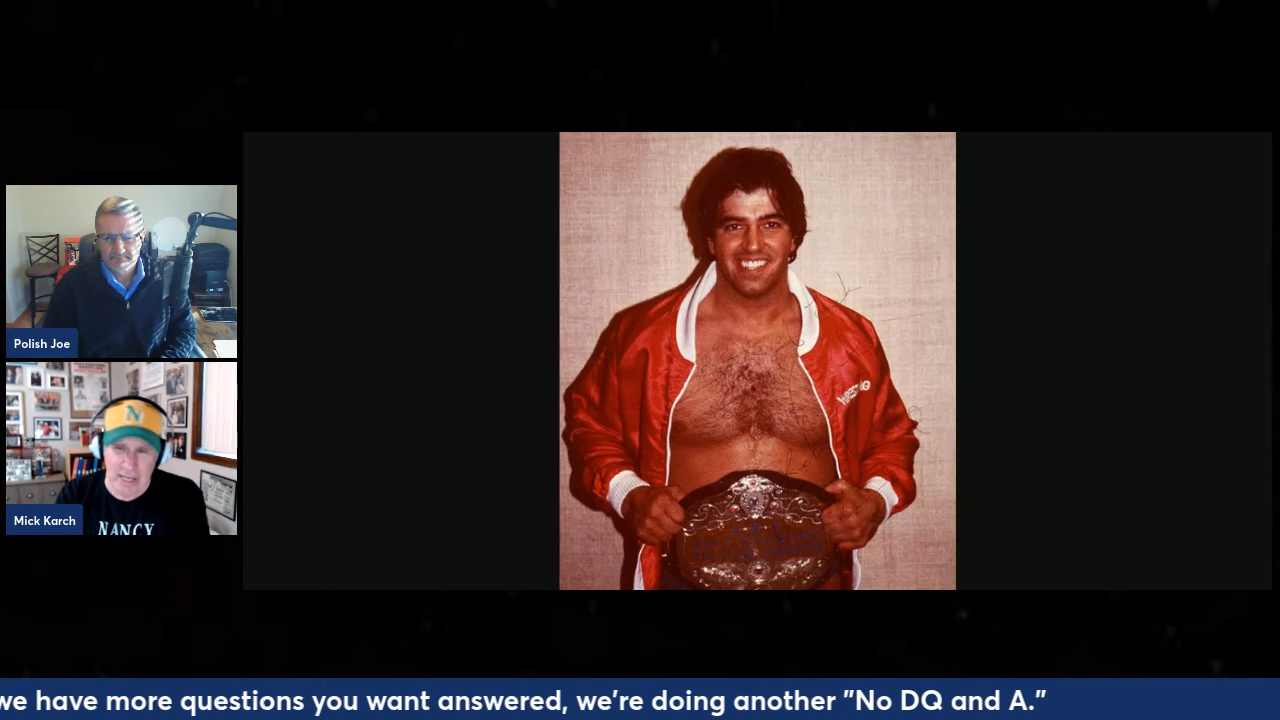 Polish Joe
N
Mick Karch
NANCY
WRESTLING
we have more questions you want answered, we're doing another "No DQ and A."